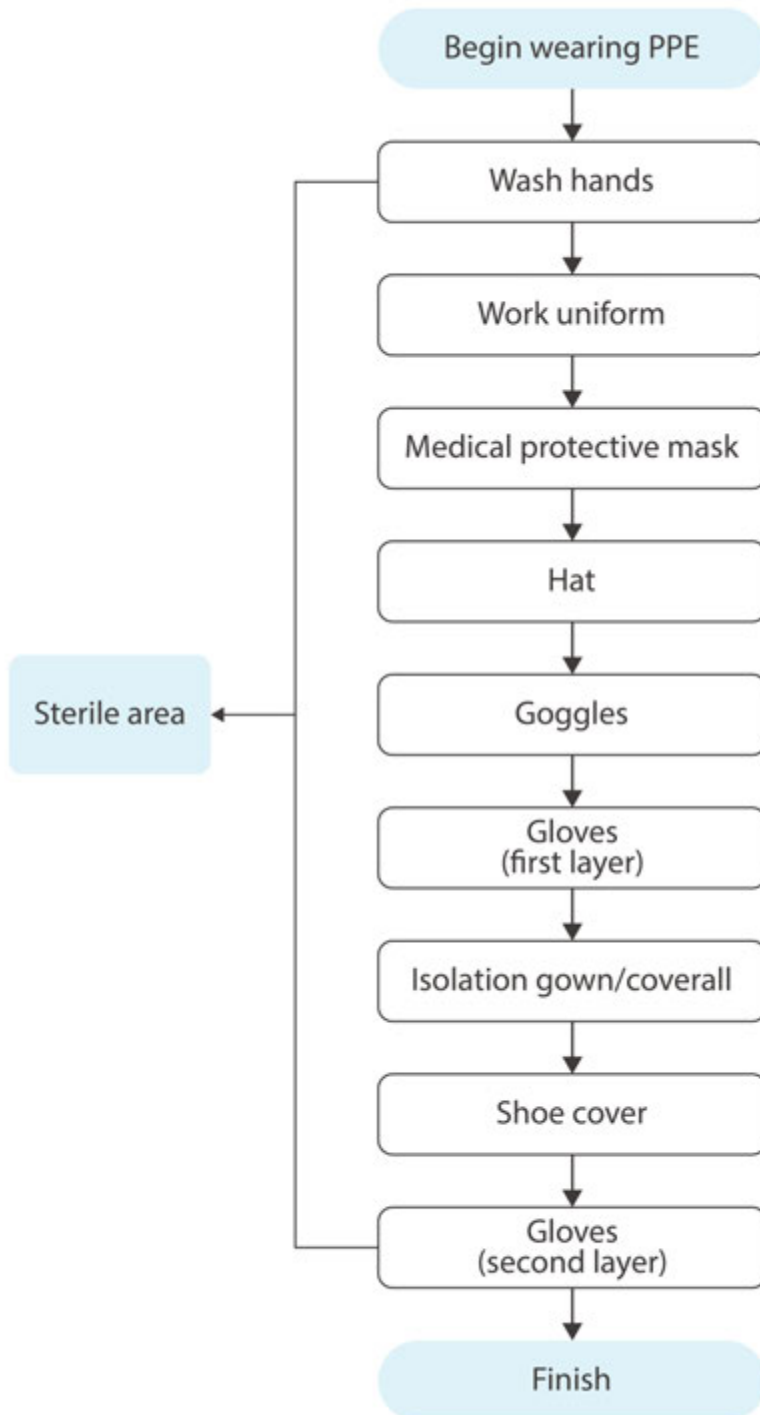 Begin wearing PPE
Wash hands
Work uniform
Medical protective mask
Hat
Sterile area
Goggles
Gloves
(first layer)
Isolation gown/coverall
Shoe cover
Gloves
(second layer)
Finish